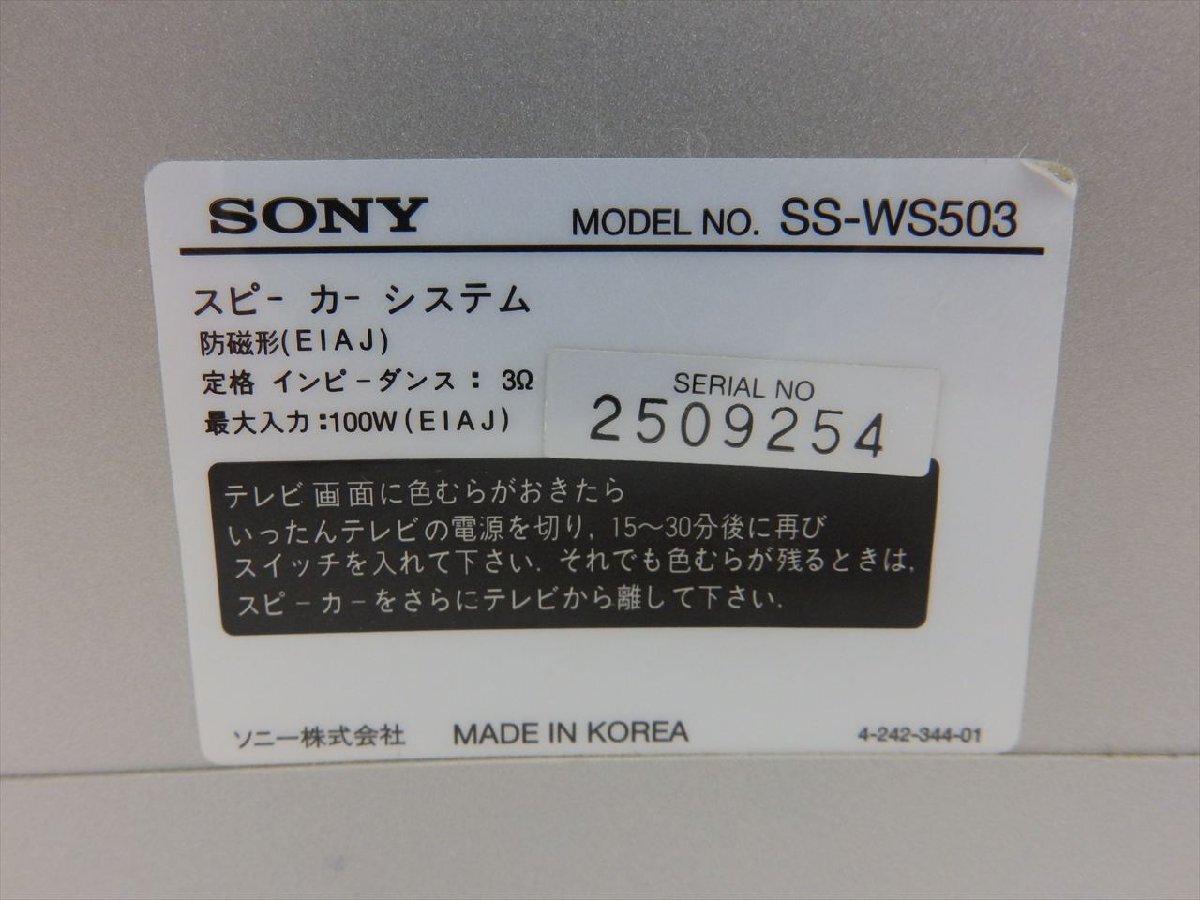 SONY MODEL NO. SS-WS503
スピーカー システム
防磁形(EIAJ)
定格 インピーダンス: 3Ω
最大入力:100W(EIAJ)
SERIAL NO
2509254
テレビ画面に色むらがおきたら
いったんテレビの電源を切り, 15〜30分後に再び
スイッチを入れて下さい. それでも色むらが残るときは,
スピーカーをさらにテレビから離して下さい.
ソニー株式会社 MADE IN KOREA 4-242-344-01